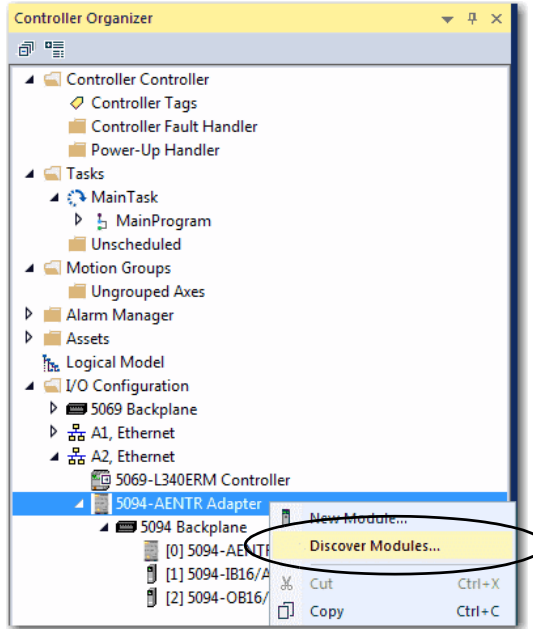 Controller Organizer
Controller Controller
Controller Tags
Controller Fault Handler
Power-Up Handler
Tasks
MainTask
MainProgram
Unscheduled
Motion Groups
Ungrouped Axes
Alarm Manager
Assets
Logical Model
I/O Configuration
5069 Backplane
A1, Ethernet
A2, Ethernet
5069-L340ERM Controller
5094-AENTR Adapter
New Module...
5094 Backplane
Discover Modules...
[0] 5094-AENTR
[1] 5094-IB16/A
Cut Ctrl+X
[2] 5094-OB16/
Copy Ctrl+C